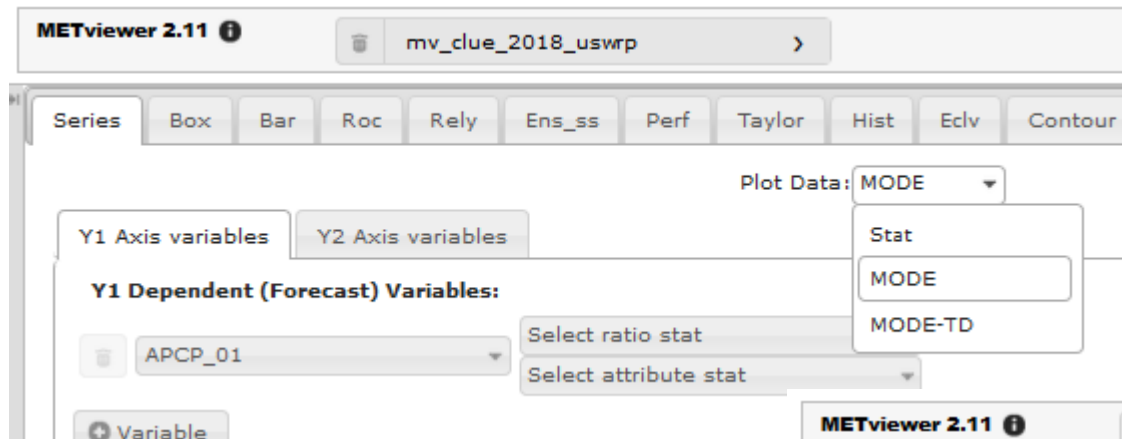 METviewer 2.11
mv_clue_2018_uswrp
Series Box Bar Roc Rely Ens_ss Perf Taylor Hist Eclv Contour
Plot Data: MODE
Stat
MODE
MODE-TD
Y1 Axis variables Y2 Axis variables
Y1 Dependent (Forecast) Variables:
APCP_01
Select ratio stat
Select attribute stat
Variable
METviewer 2.11